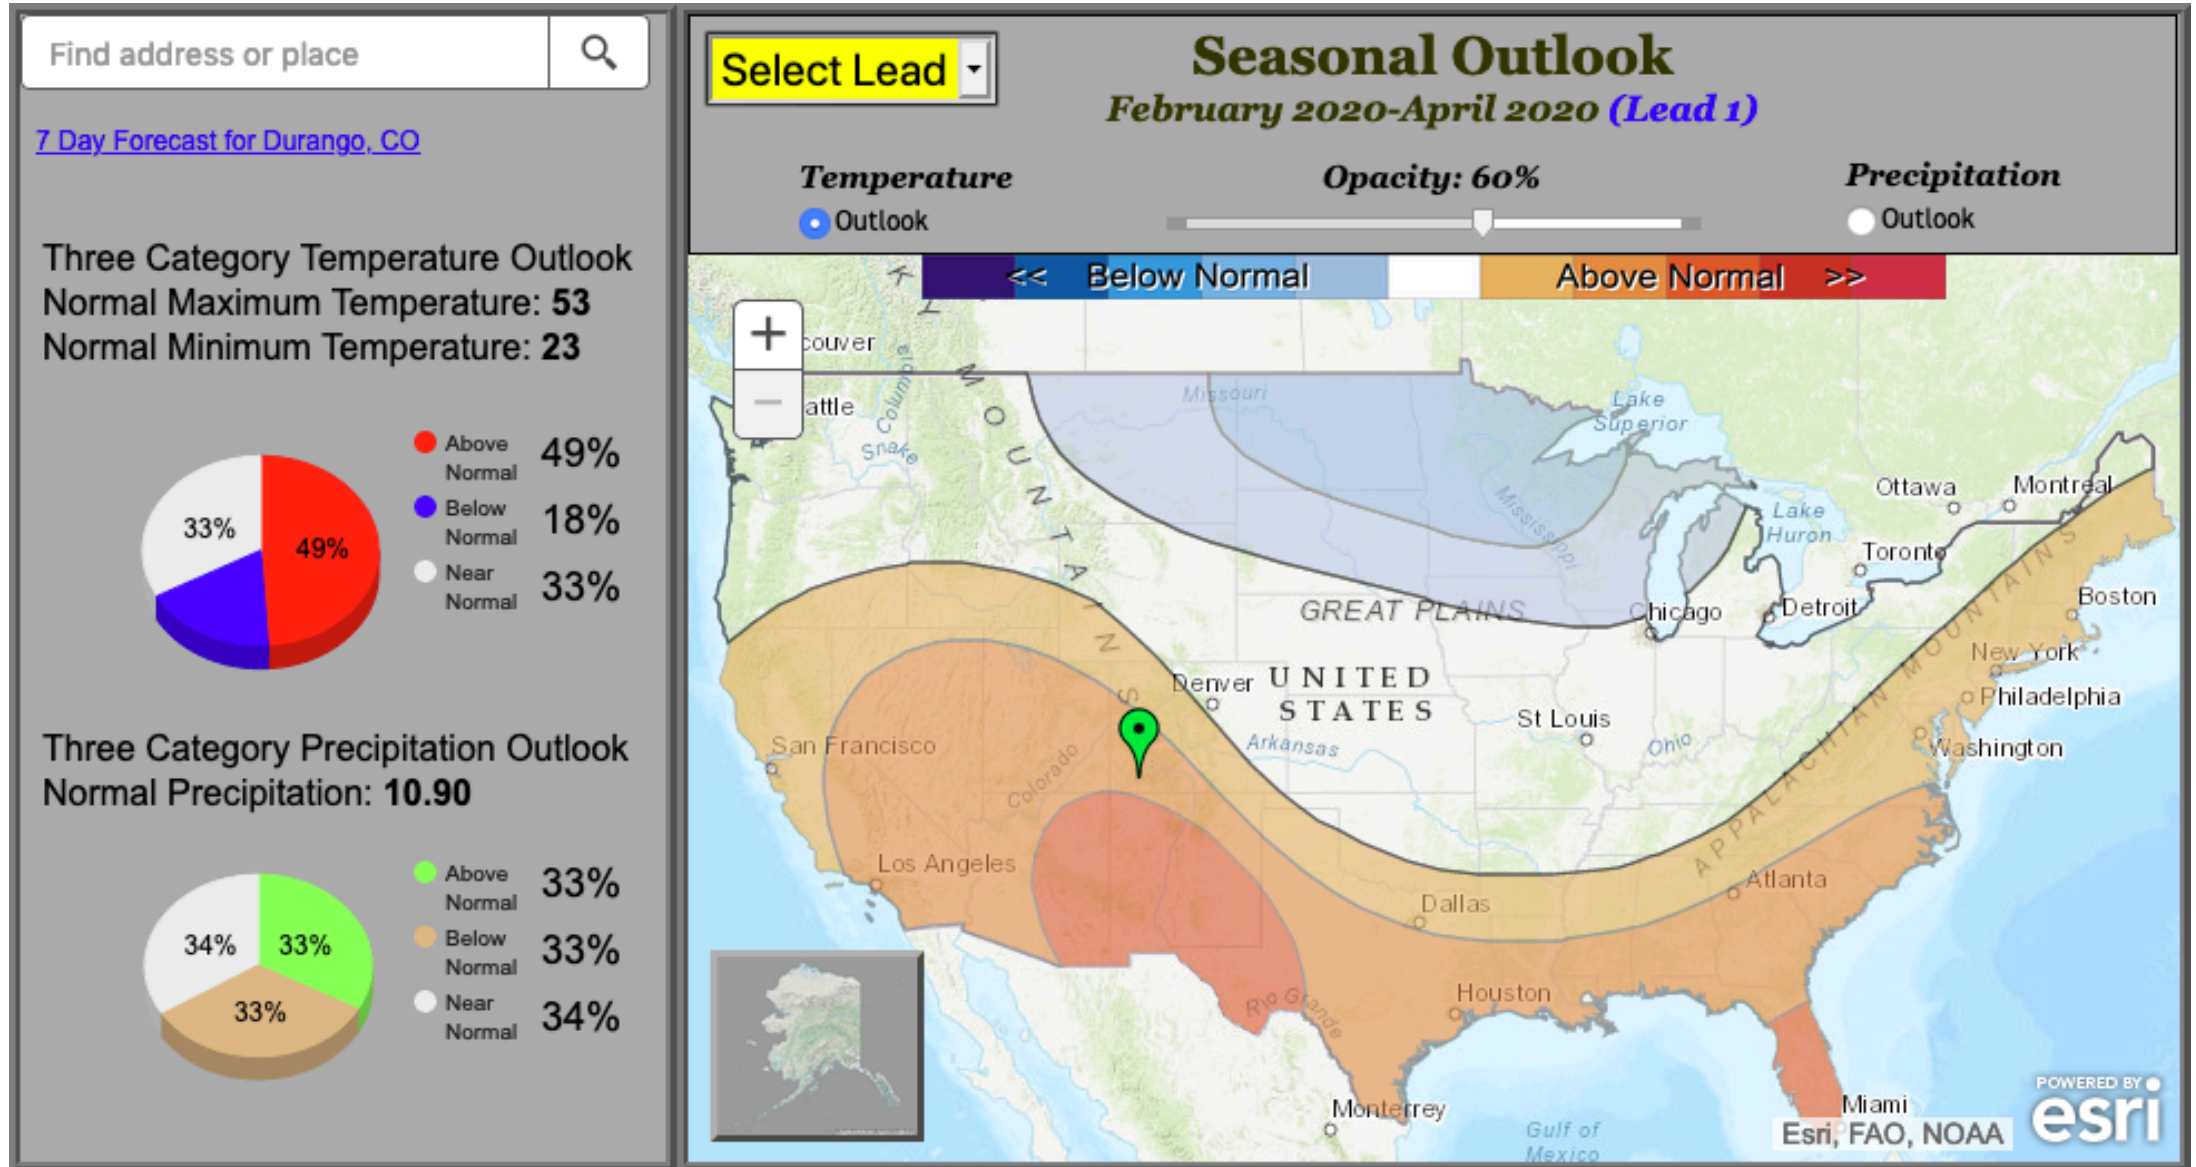 Find address or place
7 Day Forecast for Durango, CO
Three Category Temperature Outlook
Normal Maximum Temperature: 53
Normal Minimum Temperature: 23
Above
Normal
49%
Below
Normal
18%
Near
Normal
33%
33%
49%
Three Category Precipitation Outlook
Normal Precipitation: 10.90
Above
Normal
33%
Below
Normal
33%
Near
Normal
34%
34%
33%
33%
Select Lead
Seasonal Outlook
February 2020-April 2020 (Lead 1)
Temperature
Outlook
Opacity: 60%
Precipitation
Outlook
<< Below Normal
Above Normal >>
+
−
couver
attle
Columbi
Snake
K Y
M O U N T A I N S
Missouri
Mississippi
Lake
Superior
Lake
Huron
Ottawa
Montreal
Toronto
Detroit
Chicago
GREAT PLAINS
UNITED
STATES
Denver
St Louis
Ohio
Arkansas
Colorado
San Francisco
Los Angeles
APPALACHIAN MOUNTAINS
Boston
New York
Philadelphia
Washington
Atlanta
Dallas
Houston
Rio Grande
Monterrey
Miami
Gulf of
Mexico
Esri, FAO, NOAA
POWERED BY
esri